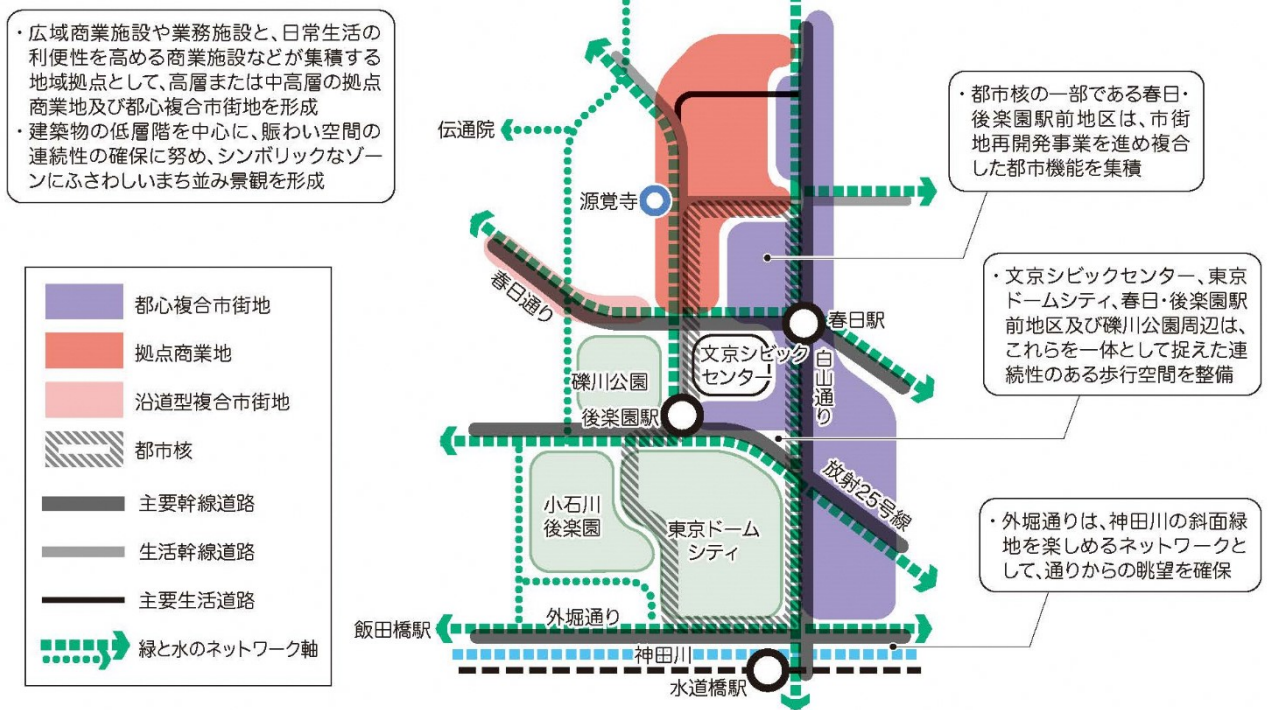 ・広域商業施設や業務施設と、日常生活の
利便性を高める商業施設などが集積する
地域拠点として、高層または中高層の拠点
商業地及び都心複合市街地を形成
・建築物の低層階を中心に、賑わい空間の
連続性の確保に努め、シンボリックなゾー
ンにふさわしいまち並み景観を形成
伝通院
源覚寺
・都市核の一部である春日・
後楽園駅前地区は、市街
地再開発事業を進め複合
した都市機能を集積
春日通り
春日駅
文京シビック
センター
白山通り
礫川公園
後楽園駅
・文京シビックセンター、東京
ドームシティ、春日・後楽園駅
前地区及び礫川公園周辺は、
これらを一体として捉えた連
続性のある歩行空間を整備
都心複合市街地
拠点商業地
沿道型複合市街地
都市核
主要幹線道路
生活幹線道路
主要生活道路
緑と水のネットワーク軸
放射25号線
小石川
後楽園
東京ドーム
シティ
・外堀通りは、神田川の斜面緑
地を楽しめるネットワークと
して、通りからの眺望を確保
外堀通り
飯田橋駅
神田川
水道橋駅